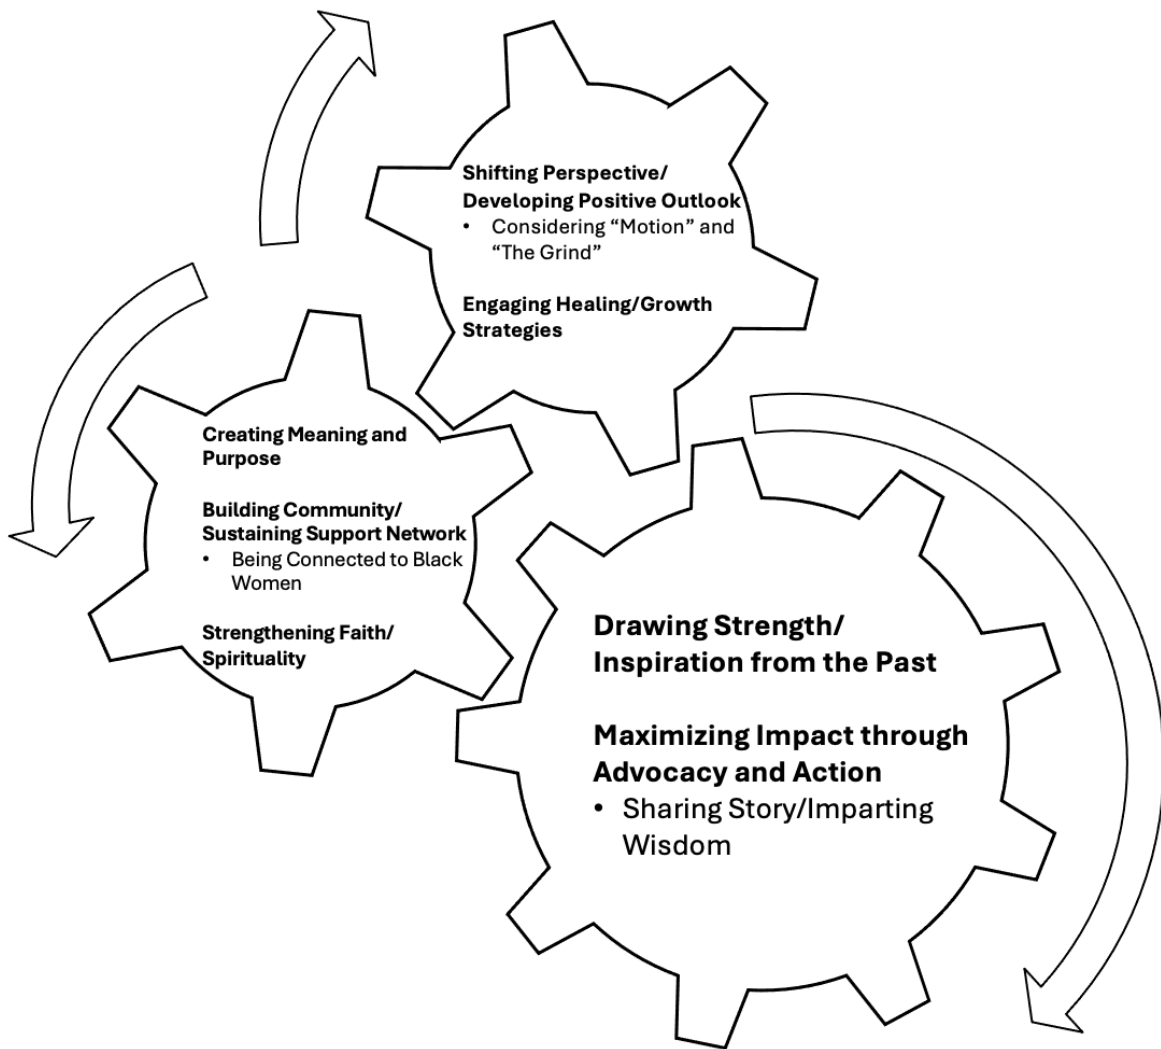 Shifting Perspective/
Developing Positive Outlook
• Considering “Motion” and
“The Grind”
Engaging Healing/Growth
Strategies
Creating Meaning and
Purpose
Building Community/
Sustaining Support Network
• Being Connected to Black
Women
Strengthening Faith/
Spirituality
Drawing Strength/
Inspiration from the Past
Maximizing Impact through
Advocacy and Action
• Sharing Story/Imparting
Wisdom